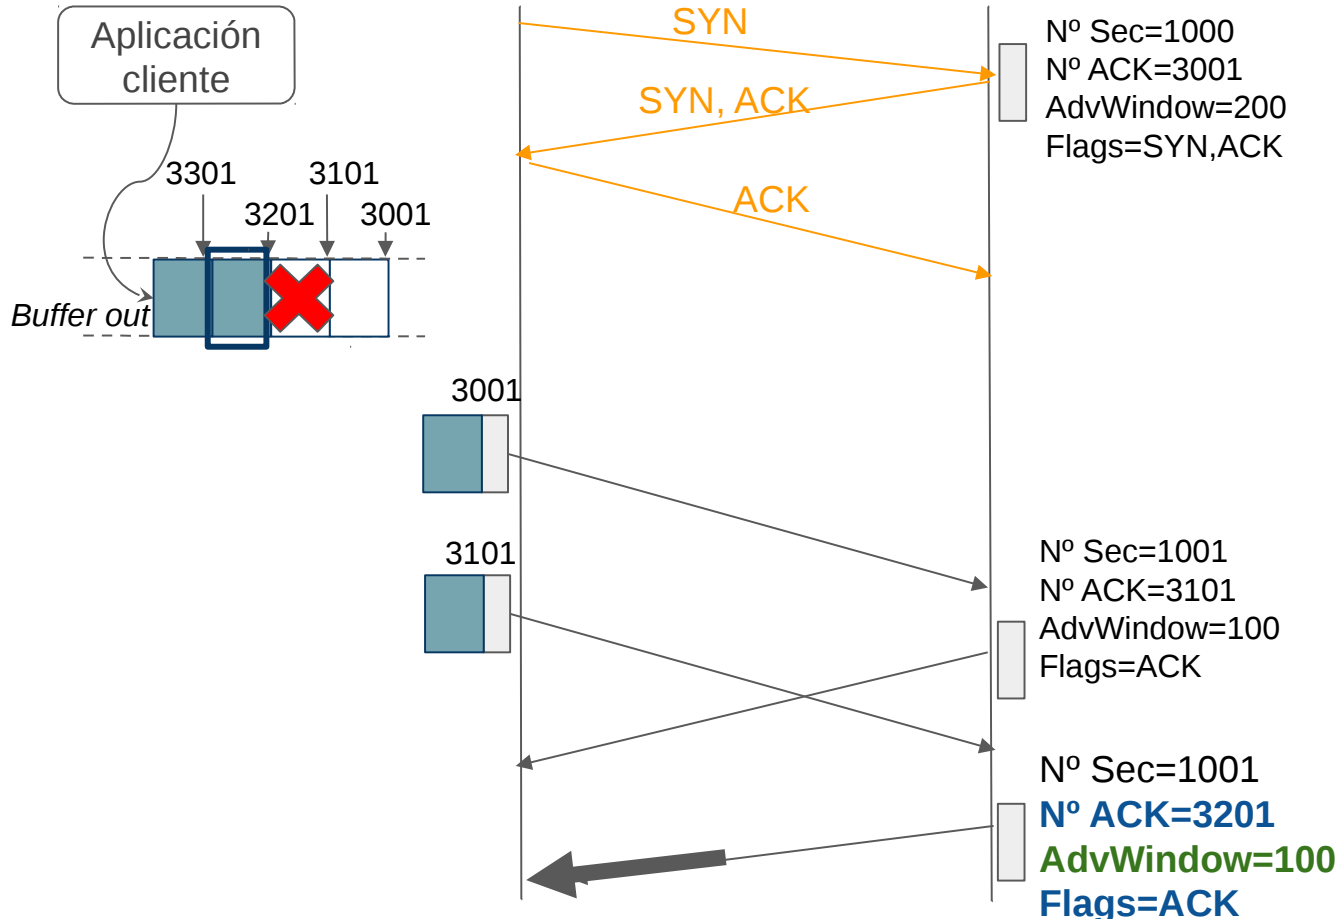 Aplicación
cliente
SYN
SYN, ACK
ACK
Nº Sec=1000
Nº ACK=3001
AdvWindow=200
Flags=SYN,ACK
3301
3101
3201
3001
Buffer out
3001
3101
Nº Sec=1001
Nº ACK=3101
AdvWindow=100
Flags=ACK
Nº Sec=1001
Nº ACK=3201
AdvWindow=100
Flags=ACK